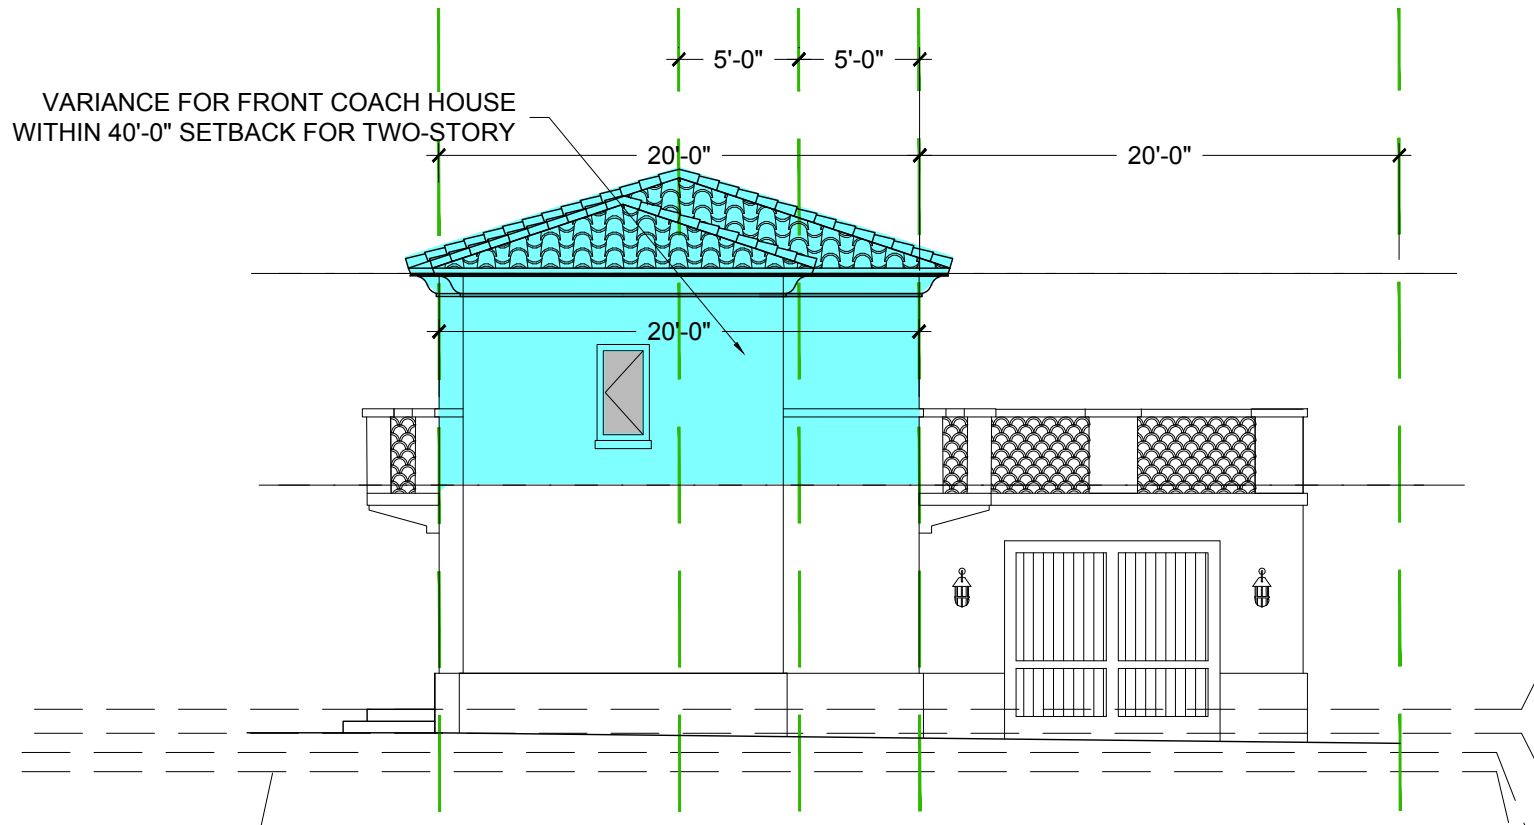 5'-0" 5'-0"
VARIANCE FOR FRONT COACH HOUSE
WITHIN 40'-0" SETBACK FOR TWO-STORY
20'-0" 20'-0"
20'-0"